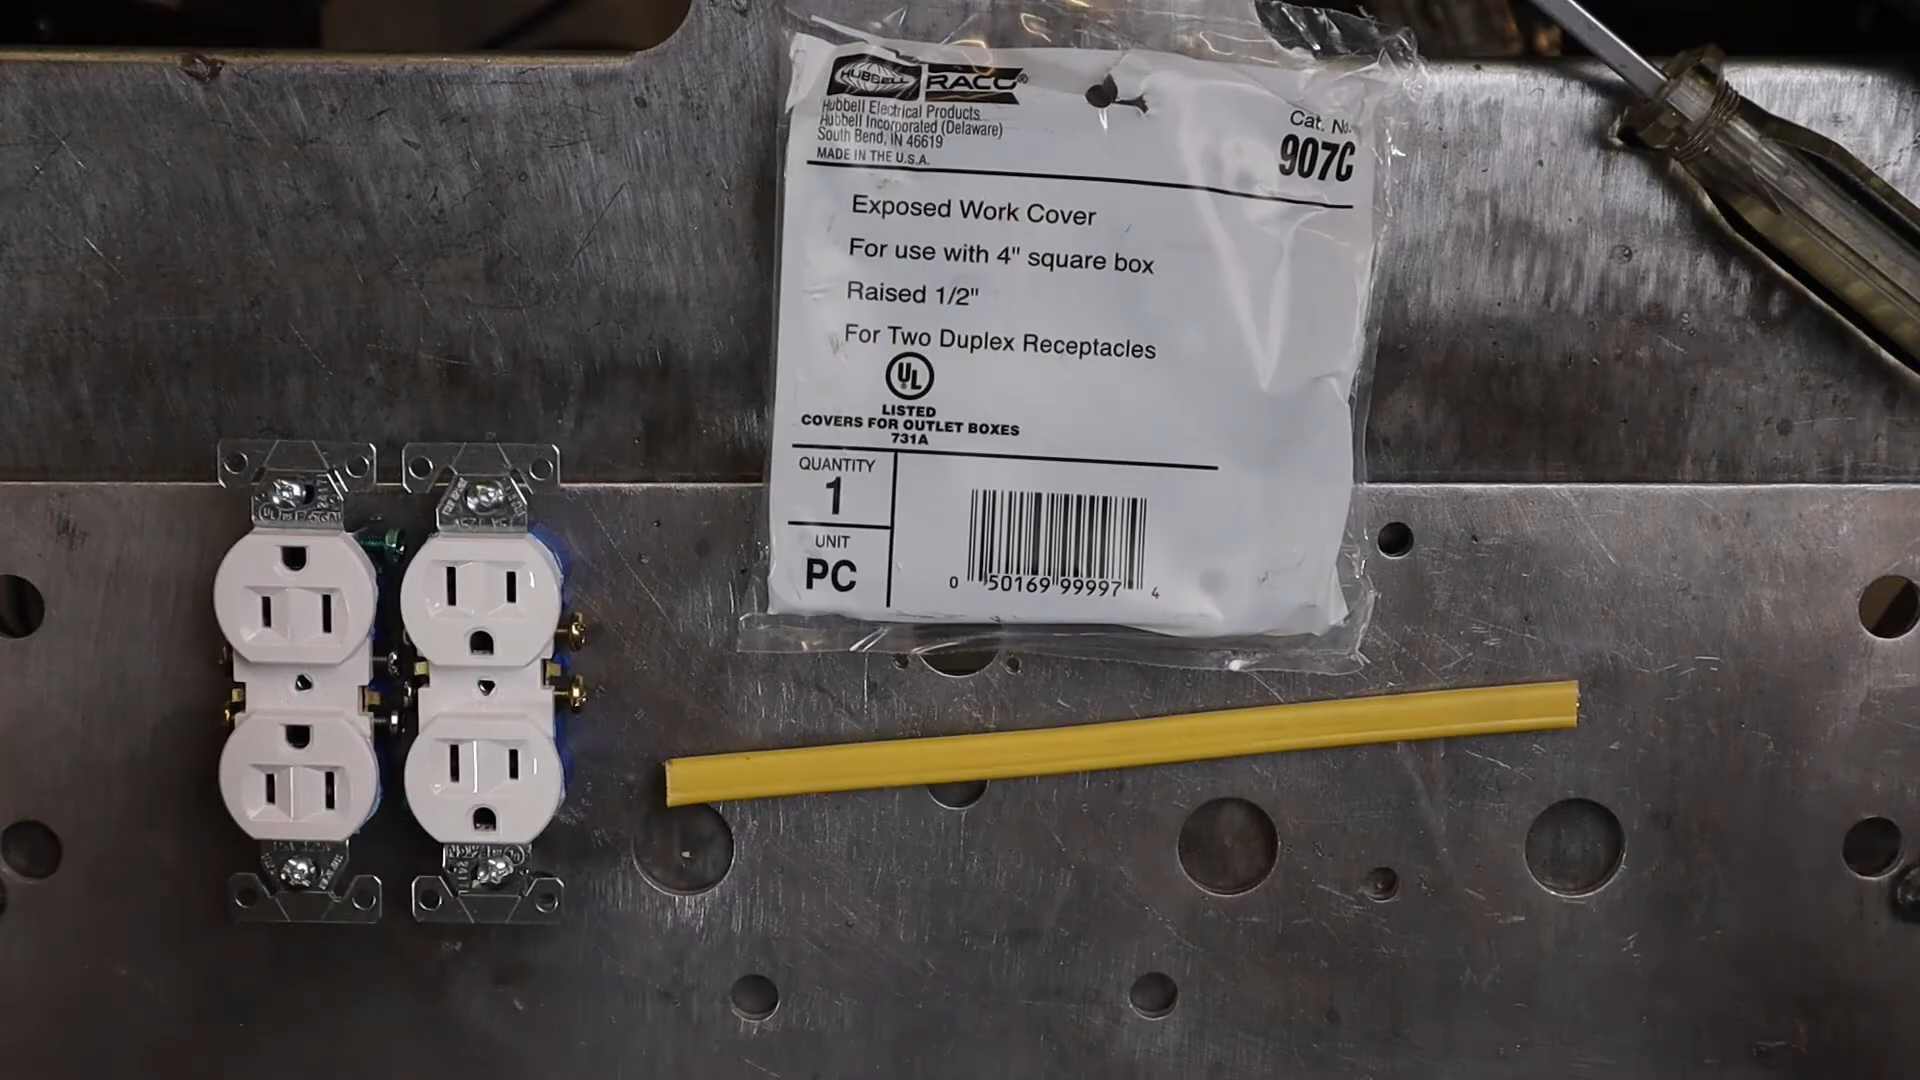 HUBBELL RACO®
Hubbell Electrical Products
Hubbell Incorporated (Delaware)
South Bend, IN 46619
MADE IN THE U.S.A.
Cat. No.
907C
Exposed Work Cover
For use with 4" square box
Raised 1/2"
For Two Duplex Receptacles
UL
LISTED
COVERS FOR OUTLET BOXES
731A
QUANTITY
1
UNIT
PC
0 50169 99997 4